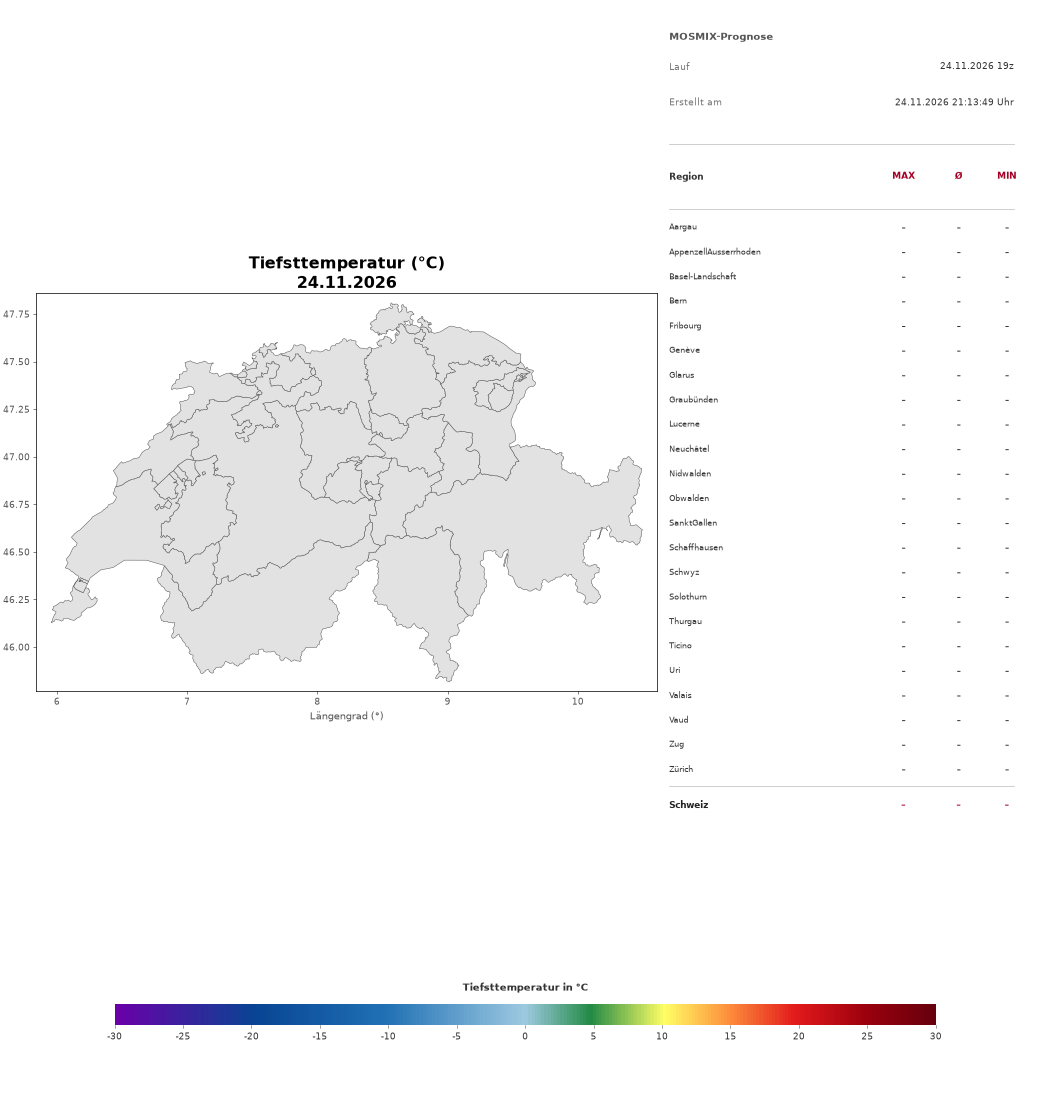 MOSMIX-Prognose
Lauf 24.11.2026 19z
Erstellt am 24.11.2026 21:13:49 Uhr
Region MAX Ø MIN
Aargau – – –
AppenzellAusserrhoden – – –
Basel-Landschaft – – –
Bern – – –
Fribourg – – –
Genève – – –
Glarus – – –
Graubünden – – –
Lucerne – – –
Neuchâtel – – –
Nidwalden – – –
Obwalden – – –
SanktGallen – – –
Schaffhausen – – –
Schwyz – – –
Solothurn – – –
Thurgau – – –
Ticino – – –
Uri – – –
Valais – – –
Vaud – – –
Zug – – –
Zürich – – –
Schweiz – – –
Tiefsttemperatur (°C)
24.11.2026
47.75
47.50
47.25
47.00
46.75
46.50
46.25
46.00
6 7 8 9 10
Längengrad (°)
Tiefsttemperatur in °C
-30 -25 -20 -15 -10 -5 0 5 10 15 20 25 30